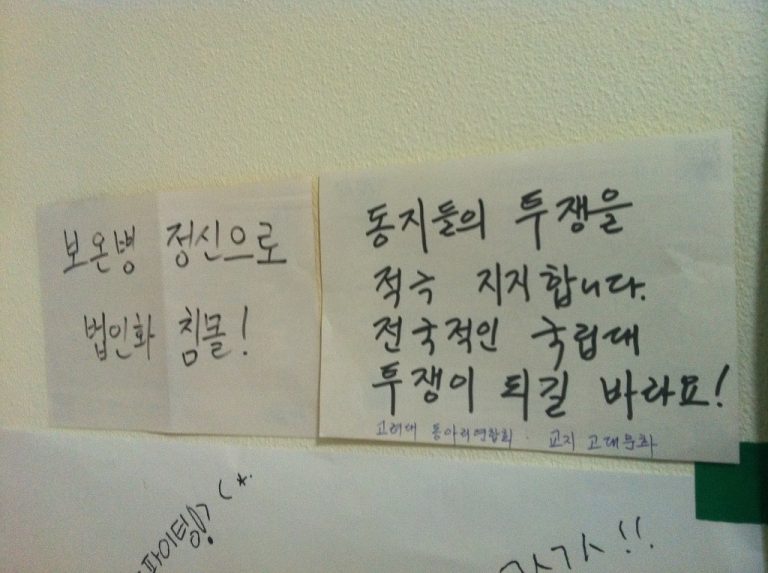 보온병 정신으로
법인화 침몰!
동지들의 투쟁을
적극 지지합니다.
전국적인 국립대
투쟁이 되길 바라요!
고려대 동아리연합회 · 교지 고대문화
파이팅!!